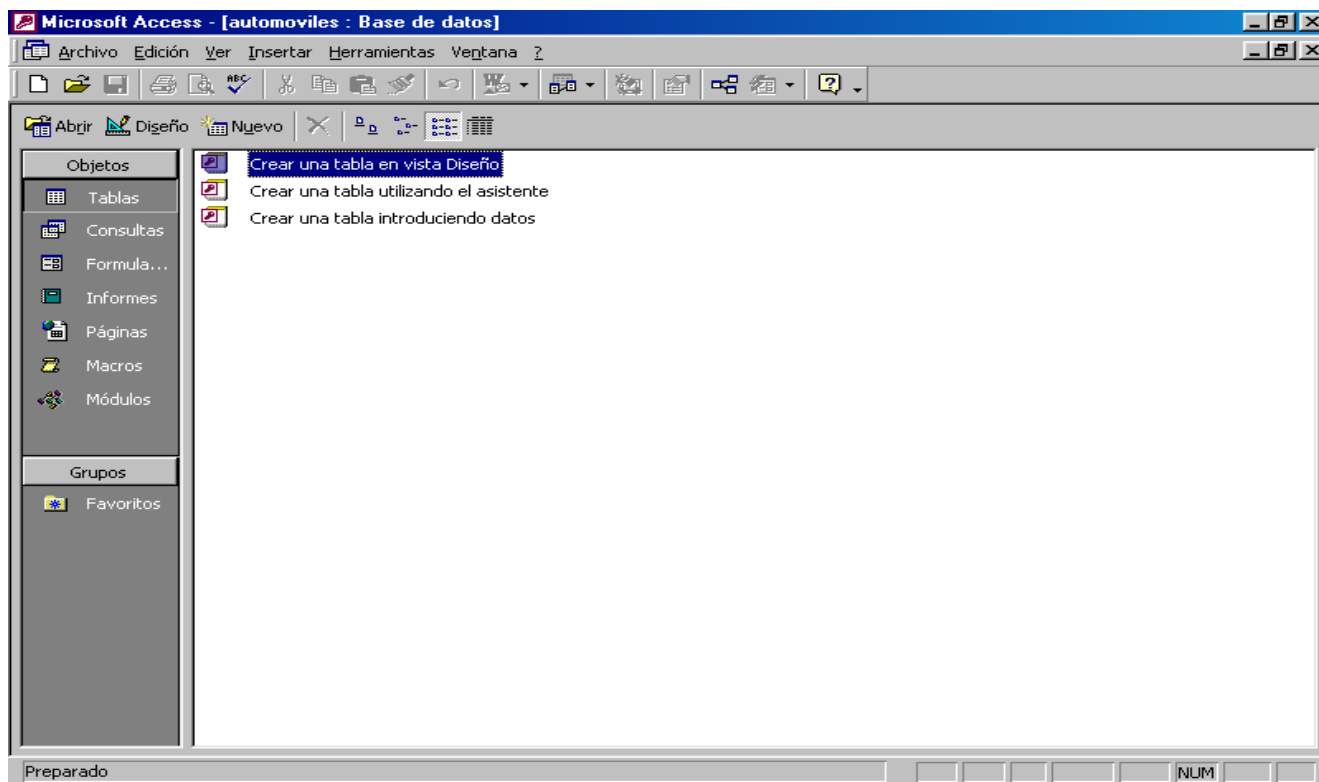 Microsoft Access - [automoviles : Base de datos]
Archivo Edición Ver Insertar Herramientas Ventana ?
ABC
Abrir Diseño Nuevo
Objetos
Tablas
Consultas
Formula...
Informes
Páginas
Macros
Módulos
Grupos
Favoritos
Crear una tabla en vista Diseño
Crear una tabla utilizando el asistente
Crear una tabla introduciendo datos
Preparado
NUM